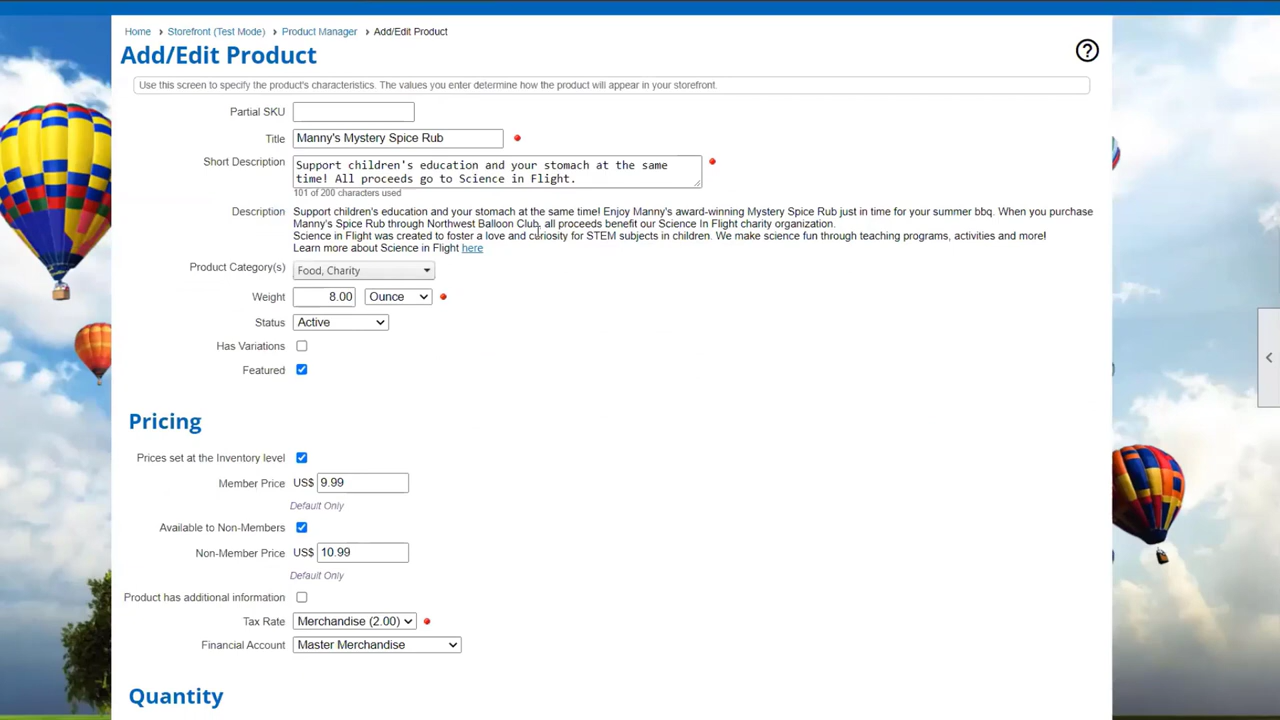 Home > Storefront (Test Mode) > Product Manager > Add/Edit Product
Add/Edit Product
?
Use this screen to specify the product's characteristics. The values you enter determine how the product will appear in your storefront.
Partial SKU
Title Manny's Mystery Spice Rub
Short Description Support children's education and your stomach at the same
time! All proceeds go to Science in Flight.
101 of 200 characters used
Description Support children's education and your stomach at the same time! Enjoy Manny's award-winning Mystery Spice Rub just in time for your summer bbq. When you purchase
Manny's Spice Rub through Northwest Balloon Club, all proceeds benefit our Science In Flight charity organization.
Science in Flight was created to foster a love and curiosity for STEM subjects in children. We make science fun through teaching programs, activities and more!
Learn more about Science in Flight here
Product Category(s) Food, Charity
Weight 8.00 Ounce
Status Active
Has Variations
Featured
Pricing
Prices set at the Inventory level
Member Price US$ 9.99
Default Only
Available to Non-Members
Non-Member Price US$ 10.99
Default Only
Product has additional information
Tax Rate Merchandise (2.00)
Financial Account Master Merchandise
Quantity